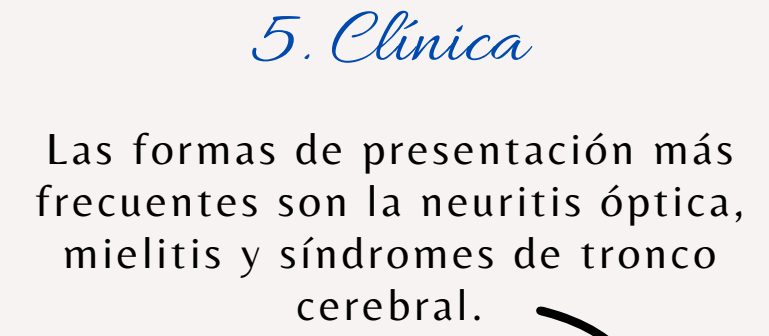 5. Clínica
Las formas de presentación más
frecuentes son la neuritis óptica,
mielitis y síndromes de tronco
cerebral.